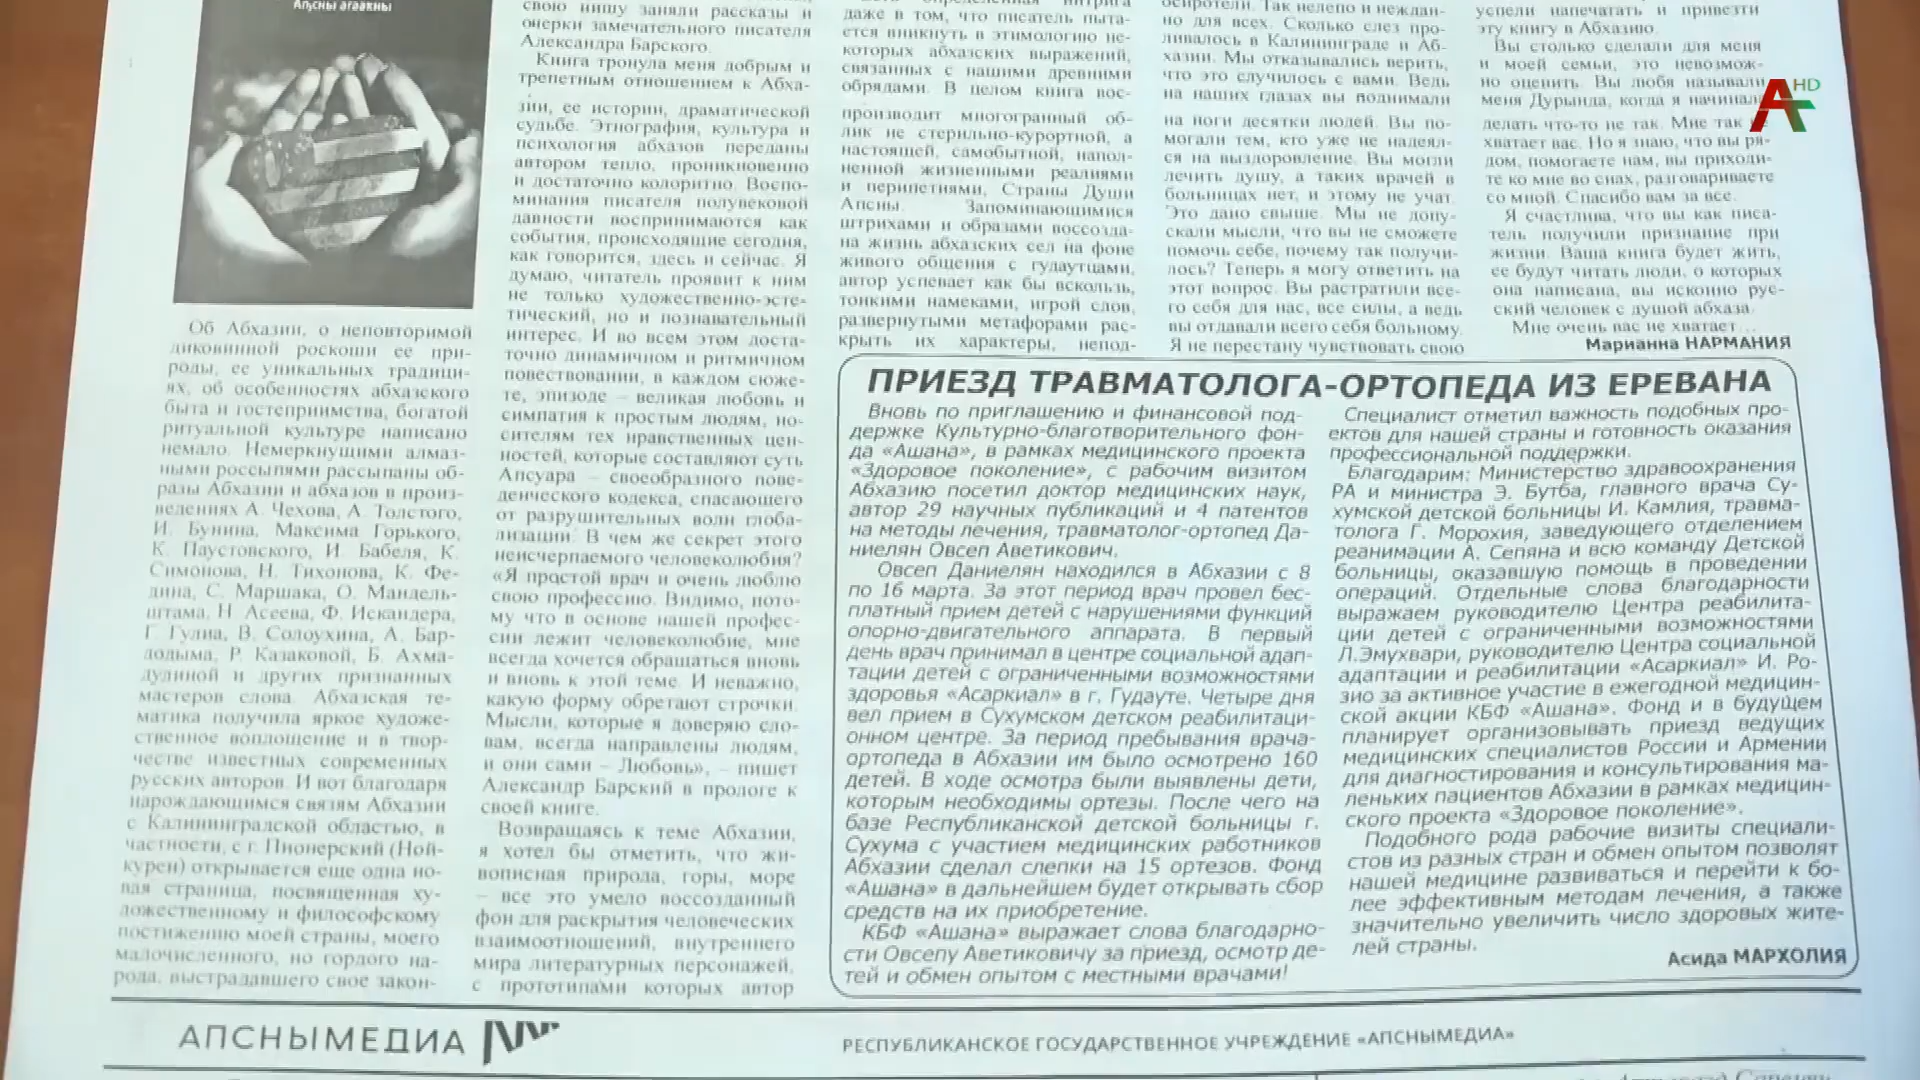 Аҧсны агәаҟны
Об Абхазии, о неповторимой
диковинной роскоши ее при-
роды, ее уникальных традици-
ях, об особенностях абхазского
быта и гостеприимства, богатой
ритуальной культуре написано
немало. Немеркнущими алмаз-
ными россыпями рассыпаны об-
разы Абхазии и абхазов в произ-
ведениях А. Чехова, А. Толстого,
И. Бунина, Максима Горького,
К. Паустовского, И. Бабеля, К.
Симонова, Н. Тихонова, К. Фе-
дина, С. Маршака, О. Мандель-
штама, Н. Асеева, Ф. Искандера,
Г. Гулиа, В. Солоухина, А. Бар-
додыма, Р. Казаковой, Б. Ахма-
дулиной и других признанных
мастеров слова. Абхазская те-
матика получила яркое художе-
ственное воплощение и в твор-
честве известных современных
русских авторов. И вот благодаря
нарождающимся связям Абхазии
с Калининградской областью, в
частности, с г. Пионерский (Ной-
курен) открывается еще одна но-
вая страница, посвященная ху-
дожественному и философскому
постижению моей страны, моего
малочисленного, но гордого на-
рода, выстрадавшего свое закон-
свою нишу заняли рассказы и
очерки замечательного писателя
Александра Барского.
Книга тронула меня добрым и
трепетным отношением к Абха-
зии, ее истории, драматической
судьбе. Этнография, культура и
психология абхазов переданы
автором тепло, проникновенно
и достаточно колоритно. Воспо-
минания писателя полувековой
давности воспринимаются как
события, происходящие сегодня,
как говорится, здесь и сейчас. Я
думаю, читатель проявит к ним
не только художественно-эсте-
тический, но и познавательный
интерес. И во всем этом доста-
точно динамичном и ритмичном
повествовании, в каждом сюже-
те, эпизоде – великая любовь и
симпатия к простым людям, но-
сителям тех нравственных цен-
ностей, которые составляют суть
Апсуара – своеобразного пове-
денческого кодекса, спасающего
от разрушительных волн глоба-
лизации. В чем же секрет этого
неисчерпаемого человеколюбия?
«Я простой врач и очень люблю
свою профессию. Видимо, пото-
му что в основе нашей профес-
сии лежит человеколюбие, мне
всегда хочется обращаться вновь
и вновь к этой теме. И неважно,
какую форму обретают строчки.
Мысли, которые я доверяю сло-
вам, всегда направлены людям,
и они сами – Любовь», – пишет
Александр Барский в прологе к
своей книге.
Возвращаясь к теме Абхазии,
я хотел бы отметить, что жи-
вописная природа, горы, море
– все это умело воссозданный
фон для раскрытия человеческих
взаимоотношений, внутреннего
мира литературных персонажей,
с прототипами которых автор
даже в том, что писатель пыта-
ется вникнуть в этимологию не-
которых абхазских выражений,
связанных с нашими древними
обрядами. В целом книга вос-
производит многогранный об-
лик не стерильно-курортной, а
настоящей, самобытной, напол-
ненной жизненными реалиями
и перипетиями, Страны Души
Апсны. Запоминающимися
штрихами и образами воссозда-
на жизнь абхазских сел на фоне
живого общения с гудаутцами,
автор успевает как бы вскользь,
тонкими намеками, игрой слов,
развернутыми метафорами рас-
крыть их характеры, непод-
осиротели. Так нелепо и неждан-
но для всех. Сколько слез про-
ливалось в Калининграде и Аб-
хазии. Мы отказывались верить,
что это случилось с вами. Ведь
на наших глазах вы поднимали
на ноги десятки людей. Вы по-
могали тем, кто уже не надеял-
ся на выздоровление. Вы могли
лечить душу, а таких врачей в
больницах нет, и этому не учат.
Это дано свыше. Мы не допу-
скали мысли, что вы не сможете
помочь себе, почему так получи-
лось? Теперь я могу ответить на
этот вопрос. Вы растратили все-
го себя для нас, все силы, а ведь
вы отдавали всего себя больному.
Я не перестану чувствовать свою
успели напечатать и привезти
эту книгу в Абхазию.
Вы столько сделали для меня
и моей семьи, это невозмож-
но оценить. Вы любя называли
меня Дурында, когда я начинала
делать что-то не так. Мне так не
хватает вас. Но я знаю, что вы ря-
дом, помогаете нам, вы приходи-
те ко мне во снах, разговариваете
со мной. Спасибо вам за все.
Я счастлива, что вы как писа-
тель получили признание при
жизни. Ваша книга будет жить,
ее будут читать люди, о которых
она написана, вы исконно рус-
ский человек с душой абхаза.
Мне очень вас не хватает...
Марианна НАРМАНИЯ
HD
ПРИЕЗД ТРАВМАТОЛОГА-ОРТОПЕДА ИЗ ЕРЕВАНА
Вновь по приглашению и финансовой под-
держке Культурно-благотворительного фон-
да «Ашана», в рамках медицинского проекта
«Здоровое поколение», с рабочим визитом
Абхазию посетил доктор медицинских наук,
автор 29 научных публикаций и 4 патентов
на методы лечения, травматолог-ортопед Да-
ниелян Овсеп Аветикович.
Овсеп Даниелян находился в Абхазии с 8
по 16 марта. За этот период врач провел бес-
платный прием детей с нарушениями функций
опорно-двигательного аппарата. В первый
день врач принимал в центре социальной адап-
тации детей с ограниченными возможностями
здоровья «Асаркиал» в г. Гудауте. Четыре дня
вел прием в Сухумском детском реабилитаци-
онном центре. За период пребывания врача-
ортопеда в Абхазии им было осмотрено 160
детей. В ходе осмотра были выявлены дети,
которым необходимы ортезы. После чего на
базе Республиканской детской больницы г.
Сухума с участием медицинских работников
Абхазии сделал слепки на 15 ортезов. Фонд
«Ашана» в дальнейшем будет открывать сбор
средств на их приобретение.
КБФ «Ашана» выражает слова благодарно-
сти Овсепу Аветиковичу за приезд, осмотр де-
тей и обмен опытом с местными врачами!
Специалист отметил важность подобных про-
ектов для нашей страны и готовность оказания
профессиональной поддержки.
Благодарим: Министерство здравоохранения
РА и министра Э. Бутба, главного врача Су-
хумской детской больницы И. Камлия, травма-
толога Г. Морохия, заведующего отделением
реанимации А. Сепяна и всю команду Детской
больницы, оказавшую помощь в проведении
операций. Отдельные слова благодарности
выражаем руководителю Центра реабилита-
ции детей с ограниченными возможностями
Л.Эмухвари, руководителю Центра социальной
адаптации и реабилитации «Асаркиал» И. Ро-
зио за активное участие в ежегодной медицин-
ской акции КБФ «Ашана». Фонд и в будущем
планирует организовывать приезд ведущих
медицинских специалистов России и Армении
для диагностирования и консультирования ма-
леньких пациентов Абхазии в рамках медицин-
ского проекта «Здоровое поколение».
Подобного рода рабочие визиты специали-
стов из разных стран и обмен опытом позволят
нашей медицине развиваться и перейти к бо-
лее эффективным методам лечения, а также
значительно увеличить число здоровых жите-
лей страны.
Асида МАРХОЛИЯ
АПСНЫМЕДИА
РЕСПУБЛИКАНСКОЕ ГОСУДАРСТВЕННОЕ УЧРЕЖДЕНИЕ «АПСНЫМЕДИА»